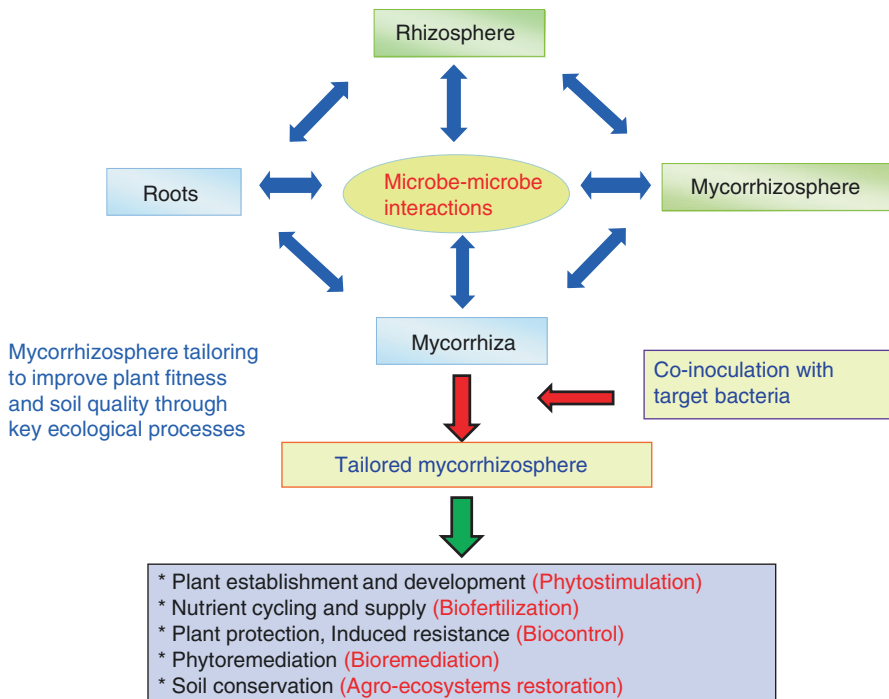 Rhizosphere
Roots
Microbe-microbe
interactions
Mycorrhizosphere
Mycorrhiza
Mycorrhizosphere tailoring
to improve plant fitness
and soil quality through
key ecological processes
Co-inoculation with
target bacteria
Tailored mycorrhizosphere
* Plant establishment and development (Phytostimulation)
* Nutrient cycling and supply (Biofertilization)
* Plant protection, Induced resistance (Biocontrol)
* Phytoremediation (Bioremediation)
* Soil conservation (Agro-ecosystems restoration)